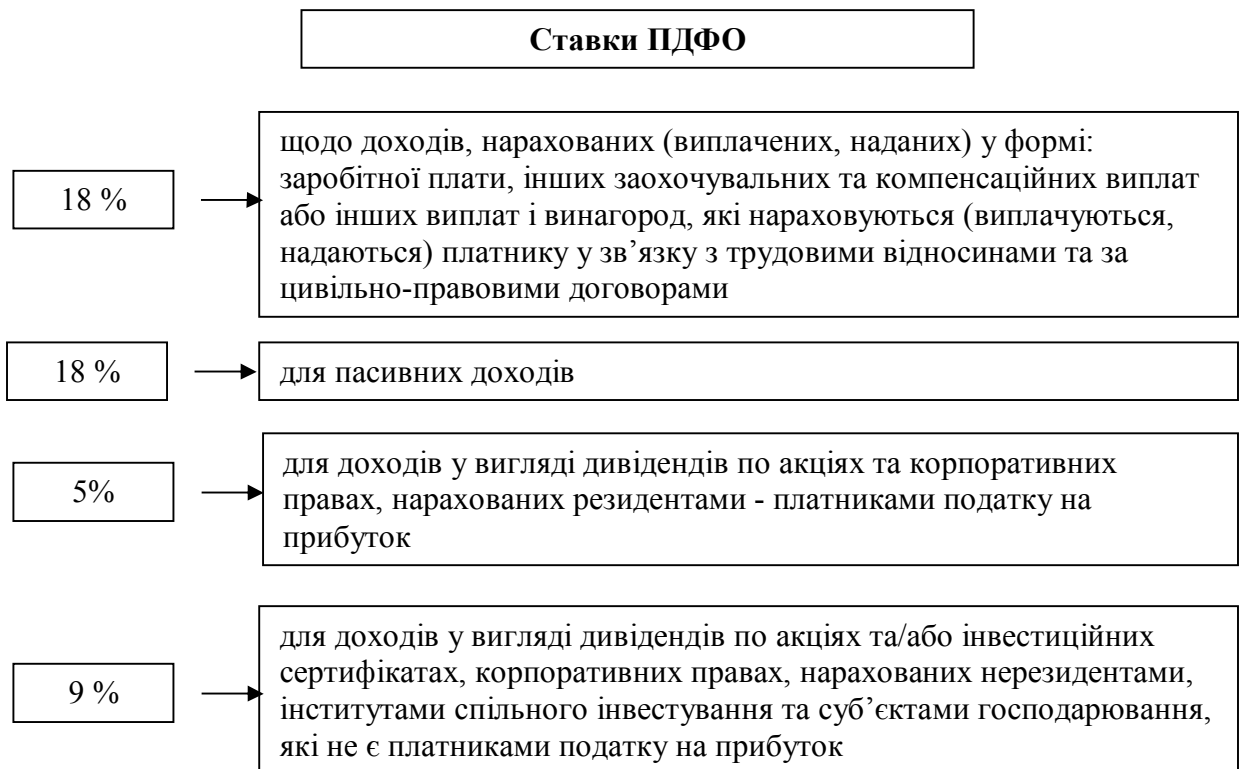 Ставки ПДФО
18 %
щодо доходів, нарахованих (виплачених, наданих) у формі:
заробітної плати, інших заохочувальних та компенсаційних виплат
або інших виплат і винагород, які нараховуються (виплачуються,
надаються) платнику у зв’язку з трудовими відносинами та за
цивільно-правовими договорами
18 %
для пасивних доходів
5%
для доходів у вигляді дивідендів по акціях та корпоративних
правах, нарахованих резидентами - платниками податку на
прибуток
9 %
для доходів у вигляді дивідендів по акціях та/або інвестиційних
сертифікатах, корпоративних правах, нарахованих нерезидентами,
інститутами спільного інвестування та суб’єктами господарювання,
які не є платниками податку на прибуток